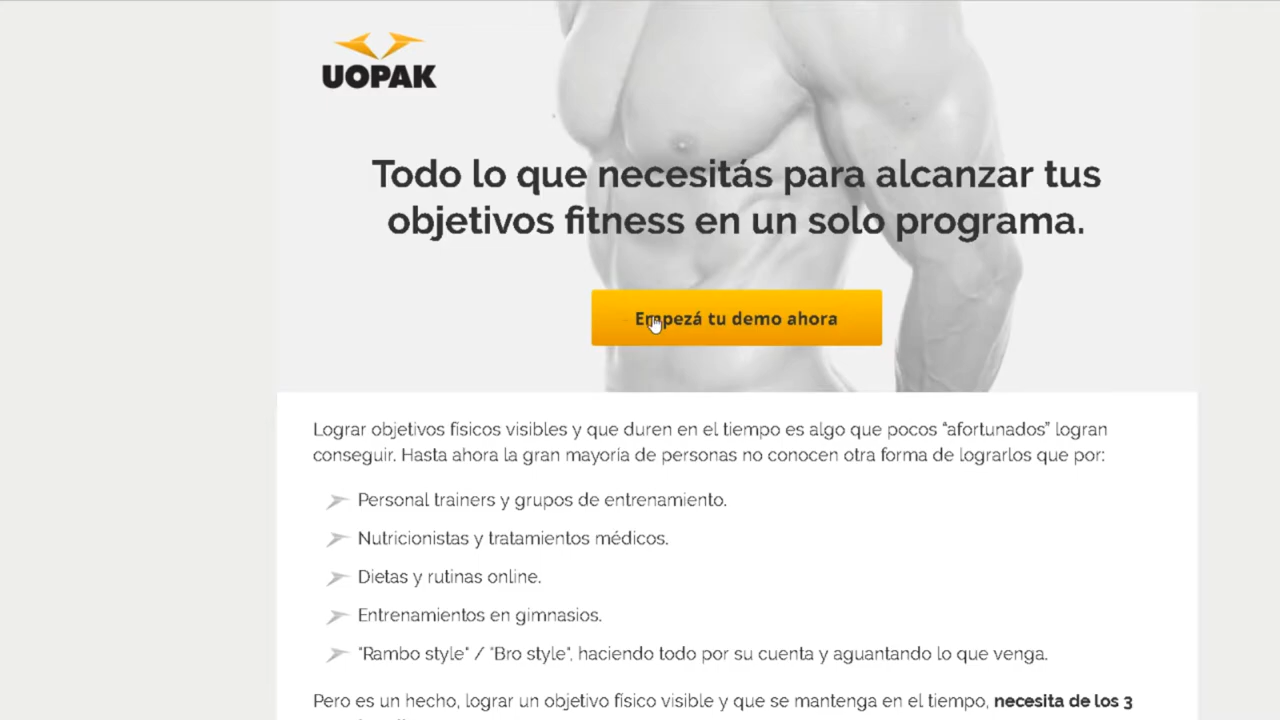 UOPAK
Todo lo que necesitás para alcanzar tus
objetivos fitness en un solo programa.
Empezá tu demo ahora
Lograr objetivos físicos visibles y que duren en el tiempo es algo que pocos “afortunados” logran
conseguir. Hasta ahora la gran mayoría de personas no conocen otra forma de lograrlos que por:
Personal trainers y grupos de entrenamiento.
Nutricionistas y tratamientos médicos.
Dietas y rutinas online.
Entrenamientos en gimnasios.
"Rambo style" / "Bro style", haciendo todo por su cuenta y aguantando lo que venga.
Pero es un hecho, lograr un objetivo físico visible y que se mantenga en el tiempo, necesita de los 3